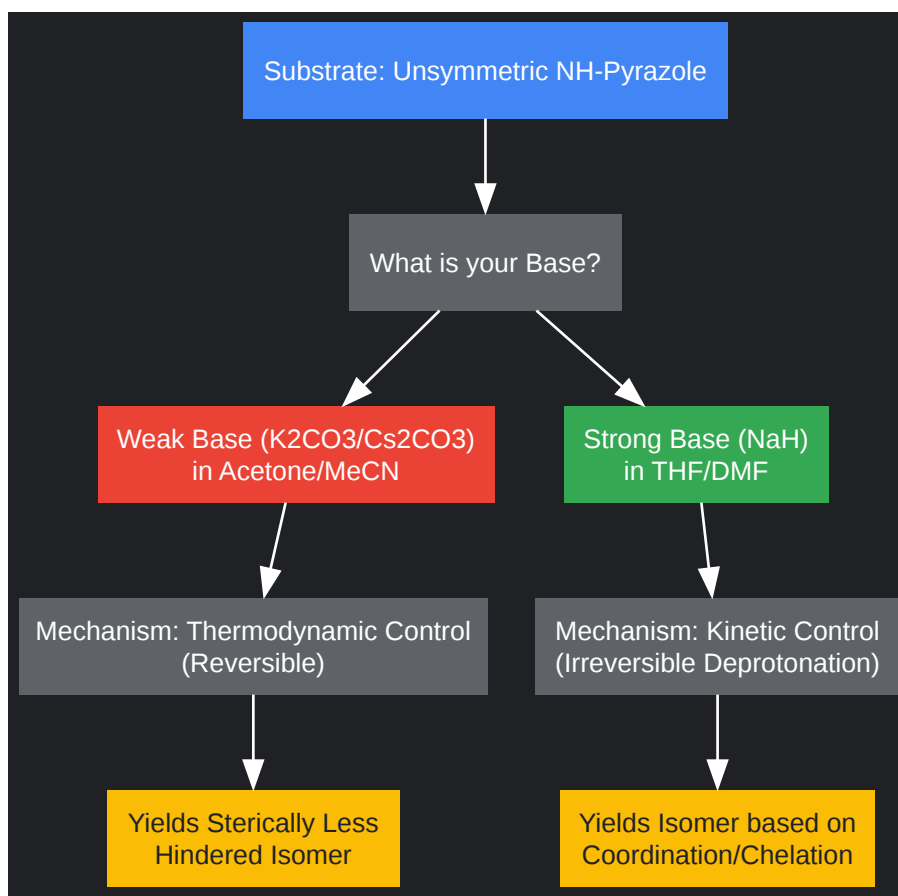 Substrate: Unsymmetric NH-Pyrazole
What is your Base?
Weak Base (K2CO3/Cs2CO3)
in Acetone/MeCN
Strong Base (NaH)
in THF/DMF
Mechanism: Thermodynamic Control
(Reversible)
Mechanism: Kinetic Control
(Irreversible Deprotonation)
Yields Sterically Less
Hindered Isomer
Yields Isomer based on
Coordination/Chelation